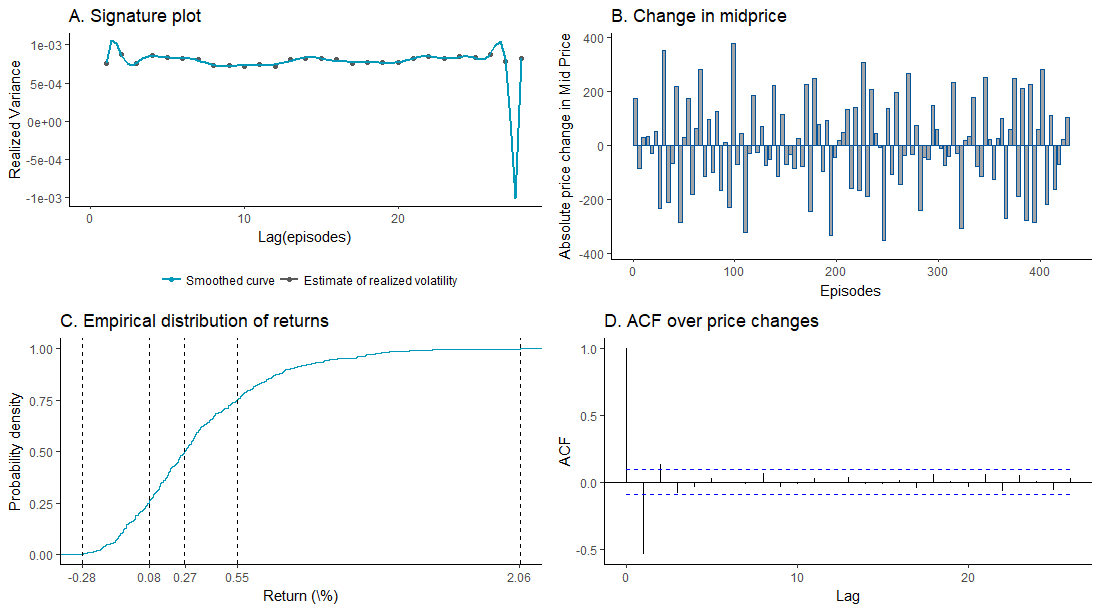 A. Signature plot
Realized Variance
1e-03
5e-04
0e+00
-5e-04
-1e-03
0
10
20
Lag(episodes)
Smoothed curve
Estimate of realized volatility
B. Change in midprice
Absolute price change in Mid Price
400
200
0
-200
-400
0
100
200
300
400
Episodes
C. Empirical distribution of returns
Probability density
1.00
0.75
0.50
0.25
0.00
-0.28
0.08
0.27
0.55
2.06
Return (\%)
D. ACF over price changes
ACF
1.0
0.5
0.0
-0.5
0
10
20
Lag